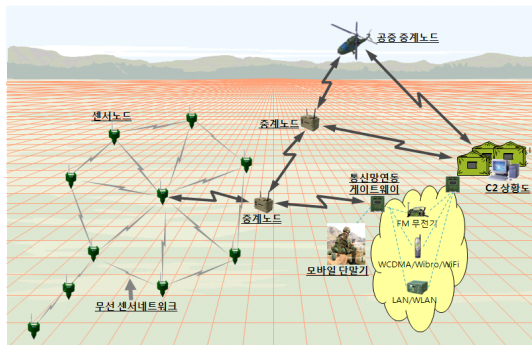 공중 중계노드
센서노드
중계노드
통신망연동
게이트웨이
C2 상황도
중계노드
FM 무전기
WCDMA/Wibro/WiFi
모바일 단말기
LAN/WLAN
무선 센서네트워크